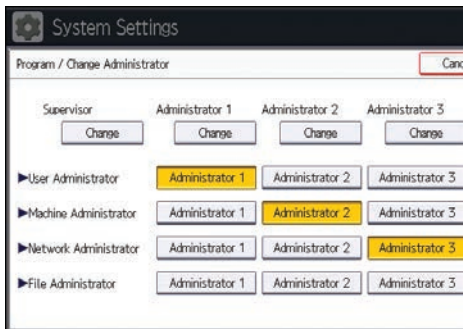 System Settings
Program / Change Administrator
Canc
Supervisor Administrator 1 Administrator 2 Administrator 3
Change Change Change Change
▶User Administrator Administrator 1 Administrator 2 Administrator 3
▶Machine Administrator Administrator 1 Administrator 2 Administrator 3
▶Network Administrator Administrator 1 Administrator 2 Administrator 3
▶File Administrator Administrator 1 Administrator 2 Administrator 3